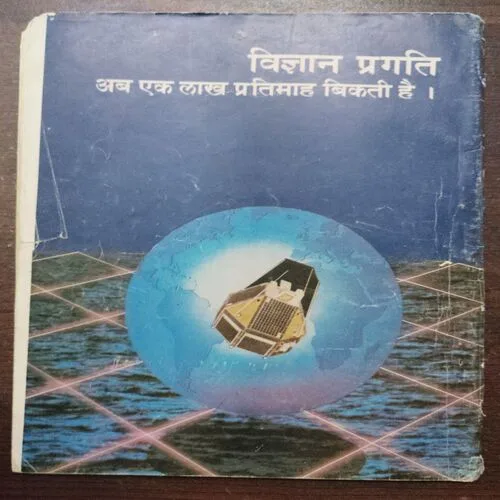 विज्ञान प्रगति
अब एक लाख प्रतिमाह बिकती है ।